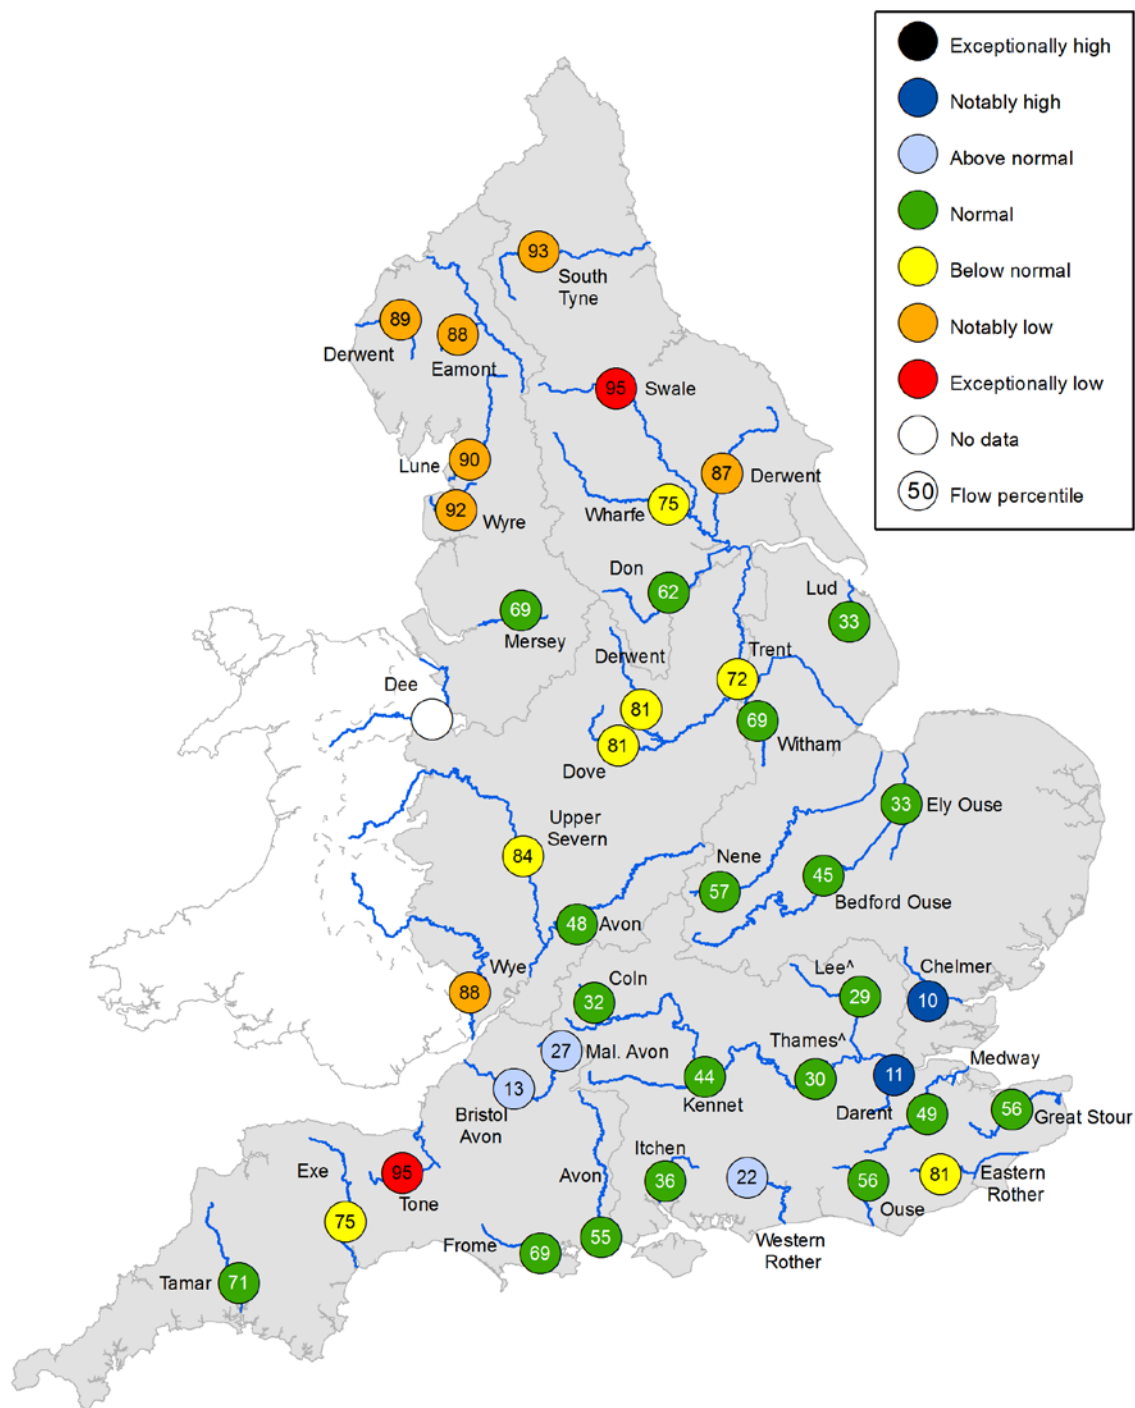 Exceptionally high
Notably high
Above normal
Normal
Below normal
Notably low
Exceptionally low
No data
50 Flow percentile
93
South
Tyne
89
Derwent
88
Eamont
95 Swale
Lune 90
92 Wyre
87 Derwent
Wharfe 75
Don
62
Lud
33
69
Mersey
Derwent
81
Trent
72
Dee
69
Witham
81
Dove
33 Ely Ouse
Upper
Severn
84
Nene
57
45
Bedford Ouse
48 Avon
Wye
88
Coln
32
Lee^
29
Chelmer
10
27 Mal. Avon
13
Bristol
Avon
44
Kennet
Thames^
30
11
Darent
Medway
49
56
Great Stour
Exe
75
95
Tone
Avon
55
Itchen
36
22
Western
Rother
56
Ouse
81
Eastern
Rother
Frome
69
Tamar 71